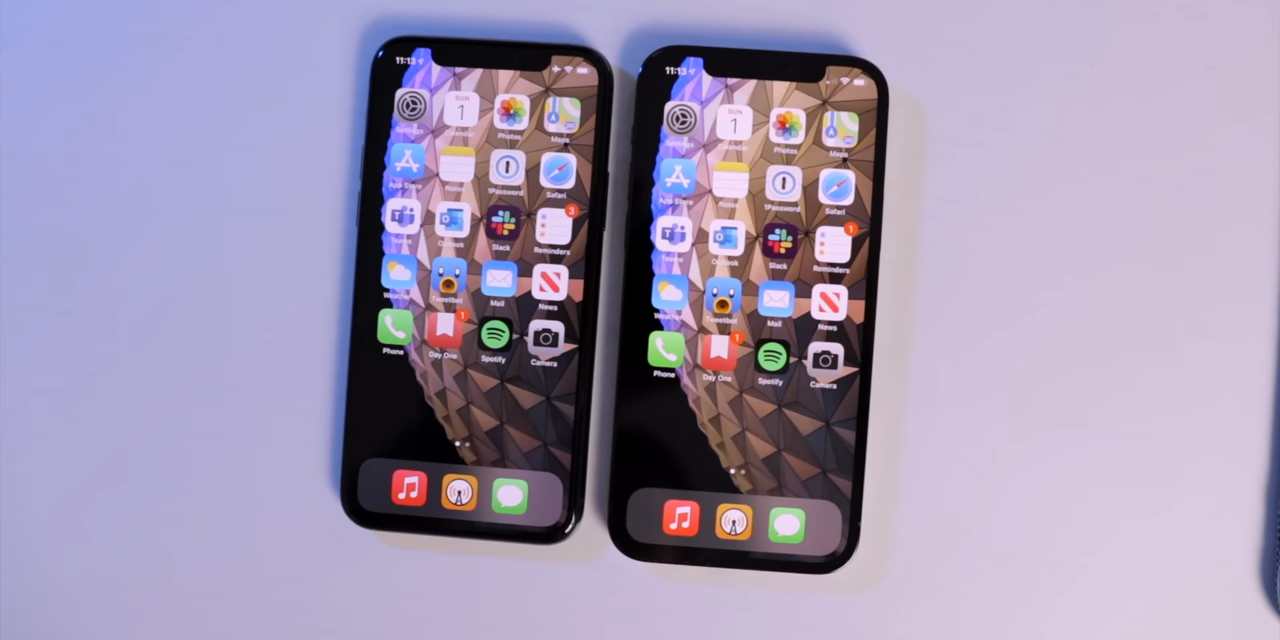 11:13
SUN
1
Settings
Calendar
Photos
Maps
App Store
Notes
1Password
Safari
3
Teams
Outlook
Slack
Reminders
Weather
Tweetbot
Mail
News
1
Phone
Day One
Spotify
Camera
11:13
SUN
1
Settings
Calendar
Photos
Maps
App Store
Notes
1Password
Safari
1
Teams
Outlook
Slack
Reminders
Weather
Tweetbot
Mail
News
1
Phone
Day One
Spotify
Camera